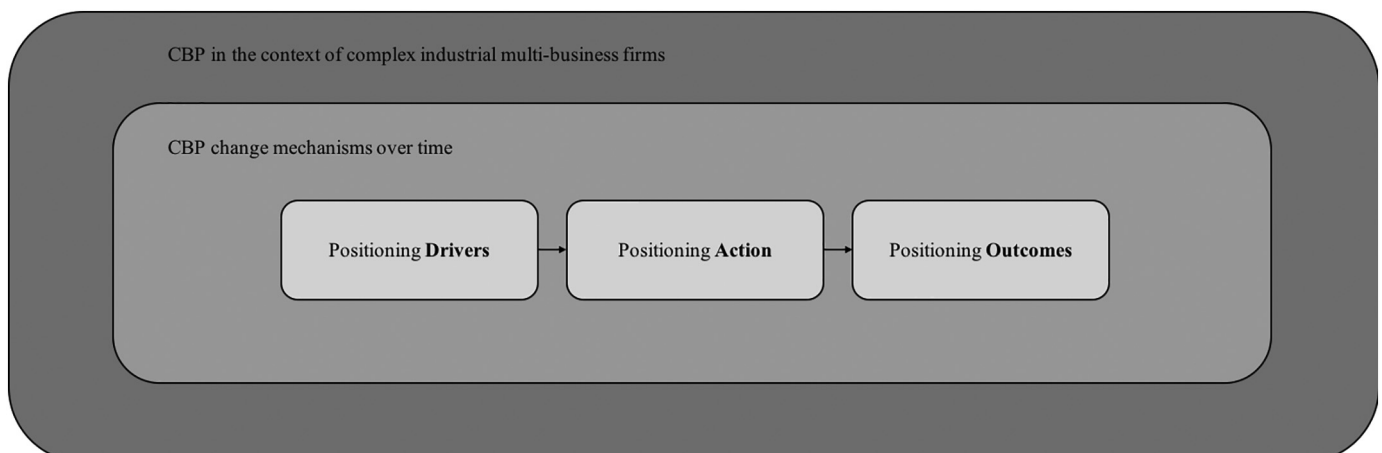 CBP in the context of complex industrial multi-business firms
CBP change mechanisms over time
Positioning Drivers
Positioning Action
Positioning Outcomes